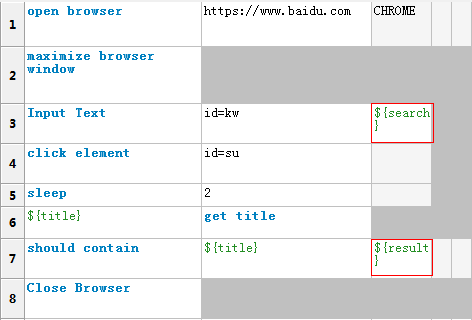 1 open browser https://www.baidu.com CHROME
2 maximize browser
window
3 Input Text id=kw ${search
}
4 click element id=su
5 sleep 2
6 ${title} get title
7 should contain ${title} ${result
}
8 Close Browser